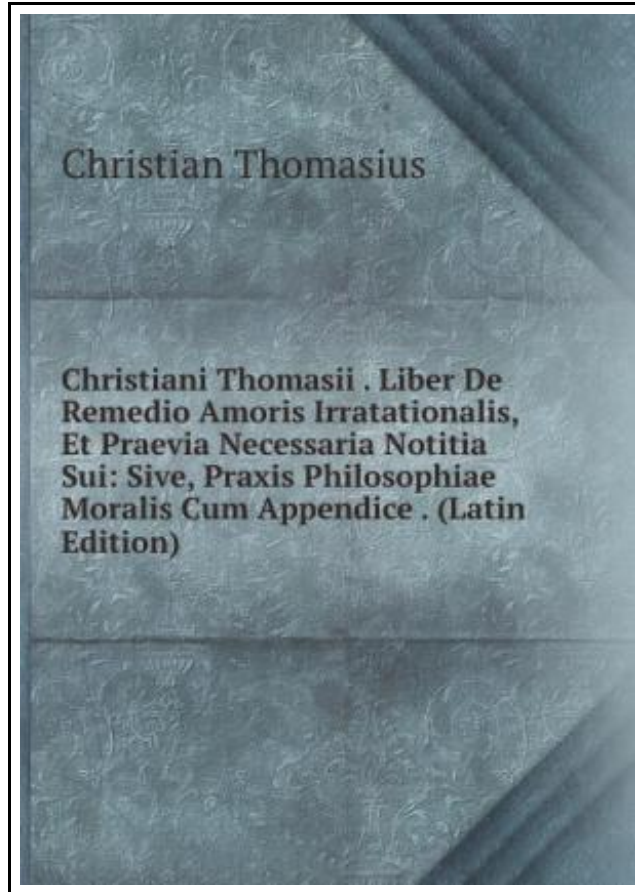 Christian Thomasius
Christiani Thomasii . Liber De
Remedio Amoris Irratationalis,
Et Praevia Necessaria Notitia
Sui: Sive, Praxis Philosophiae
Moralis Cum Appendice . (Latin
Edition)